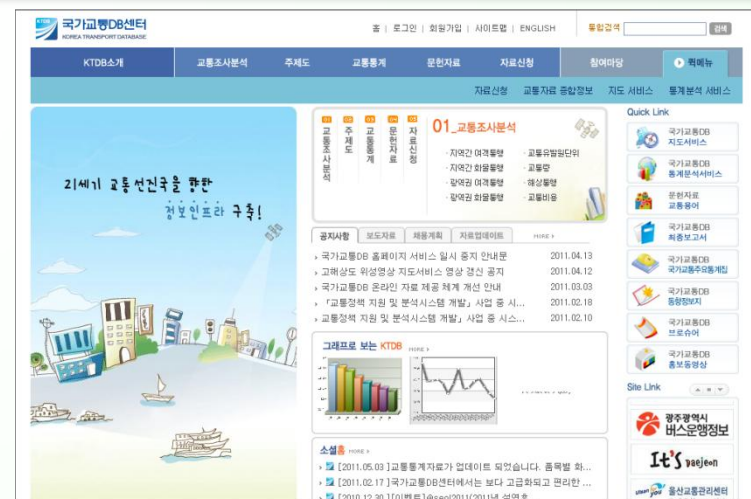 KTDB 국가교통DB센터
KOREA TRANSPORT DATABASE
홈 | 로그인 | 회원가입 | 사이트맵 | ENGLISH
통합검색 검색
KTDB소개 교통조사분석 주제도 교통통계 문헌자료 자료신청 참여마당 퀵메뉴
자료신청 교통자료 종합정보 지도 서비스 통계분석 서비스
21세기 교통선진국을 향한
정보인프라 구축!
01 교통조사분석
02 주제도
03 교통통계
04 문헌자료
05 자료신청
01_교통조사분석
· 지역간 여객통행 · 교통유발원단위
· 지역간 화물통행 · 교통량
· 광역권 여객통행 · 해상통행
· 광역권 화물통행 · 교통비용
공지사항 보도자료 채용계획 자료업데이트 MORE
국가교통DB 홈페이지 서비스 일시 중지 안내문 2011.04.13
고해상도 위성영상 지도서비스 영상 갱신 공지 2011.04.12
국가교통DB 온라인 자료 제공 체계 개선 안내 2011.03.03
「교통정책 지원 및 분석시스템 개발」사업 중 시... 2011.02.18
교통정책 지원 및 분석시스템 개발」사업 중 시스... 2011.02.10
그래프로 보는 KTDB MORE
소셜홈 MORE
[2011.05.03 ]교통통계자료가 업데이트 되었습니다. 품목별 화...
[2011.02.17 ]국가교통DB센터에서는 보다 고급화되고 편리한 ...
Quick Link
국가교통DB
지도서비스
국가교통DB
통계분석서비스
문헌자료
교통용어
국가교통DB
최종보고서
국가교통DB
국가교통주요통계집
국가교통DB
동향정보지
국가교통DB
브로슈어
국가교통DB
홍보동영상
Site Link
광주광역시
버스운행정보
It's Daejeon
울산교통관리센터